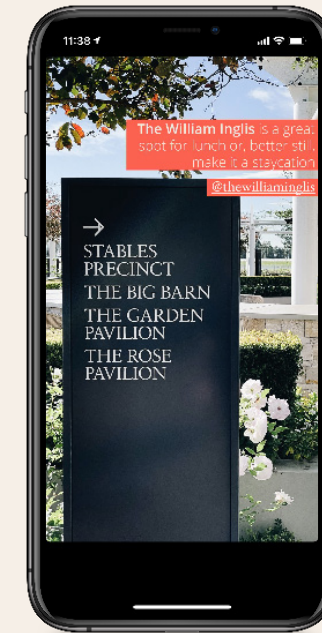 11:38
The William Inglis is a great
spot for lunch or, better still,
make it a staycation
@thewilliaminglis
→
STABLES
PRECINCT
THE BIG BARN
THE GARDEN
PAVILION
THE ROSE
PAVILION